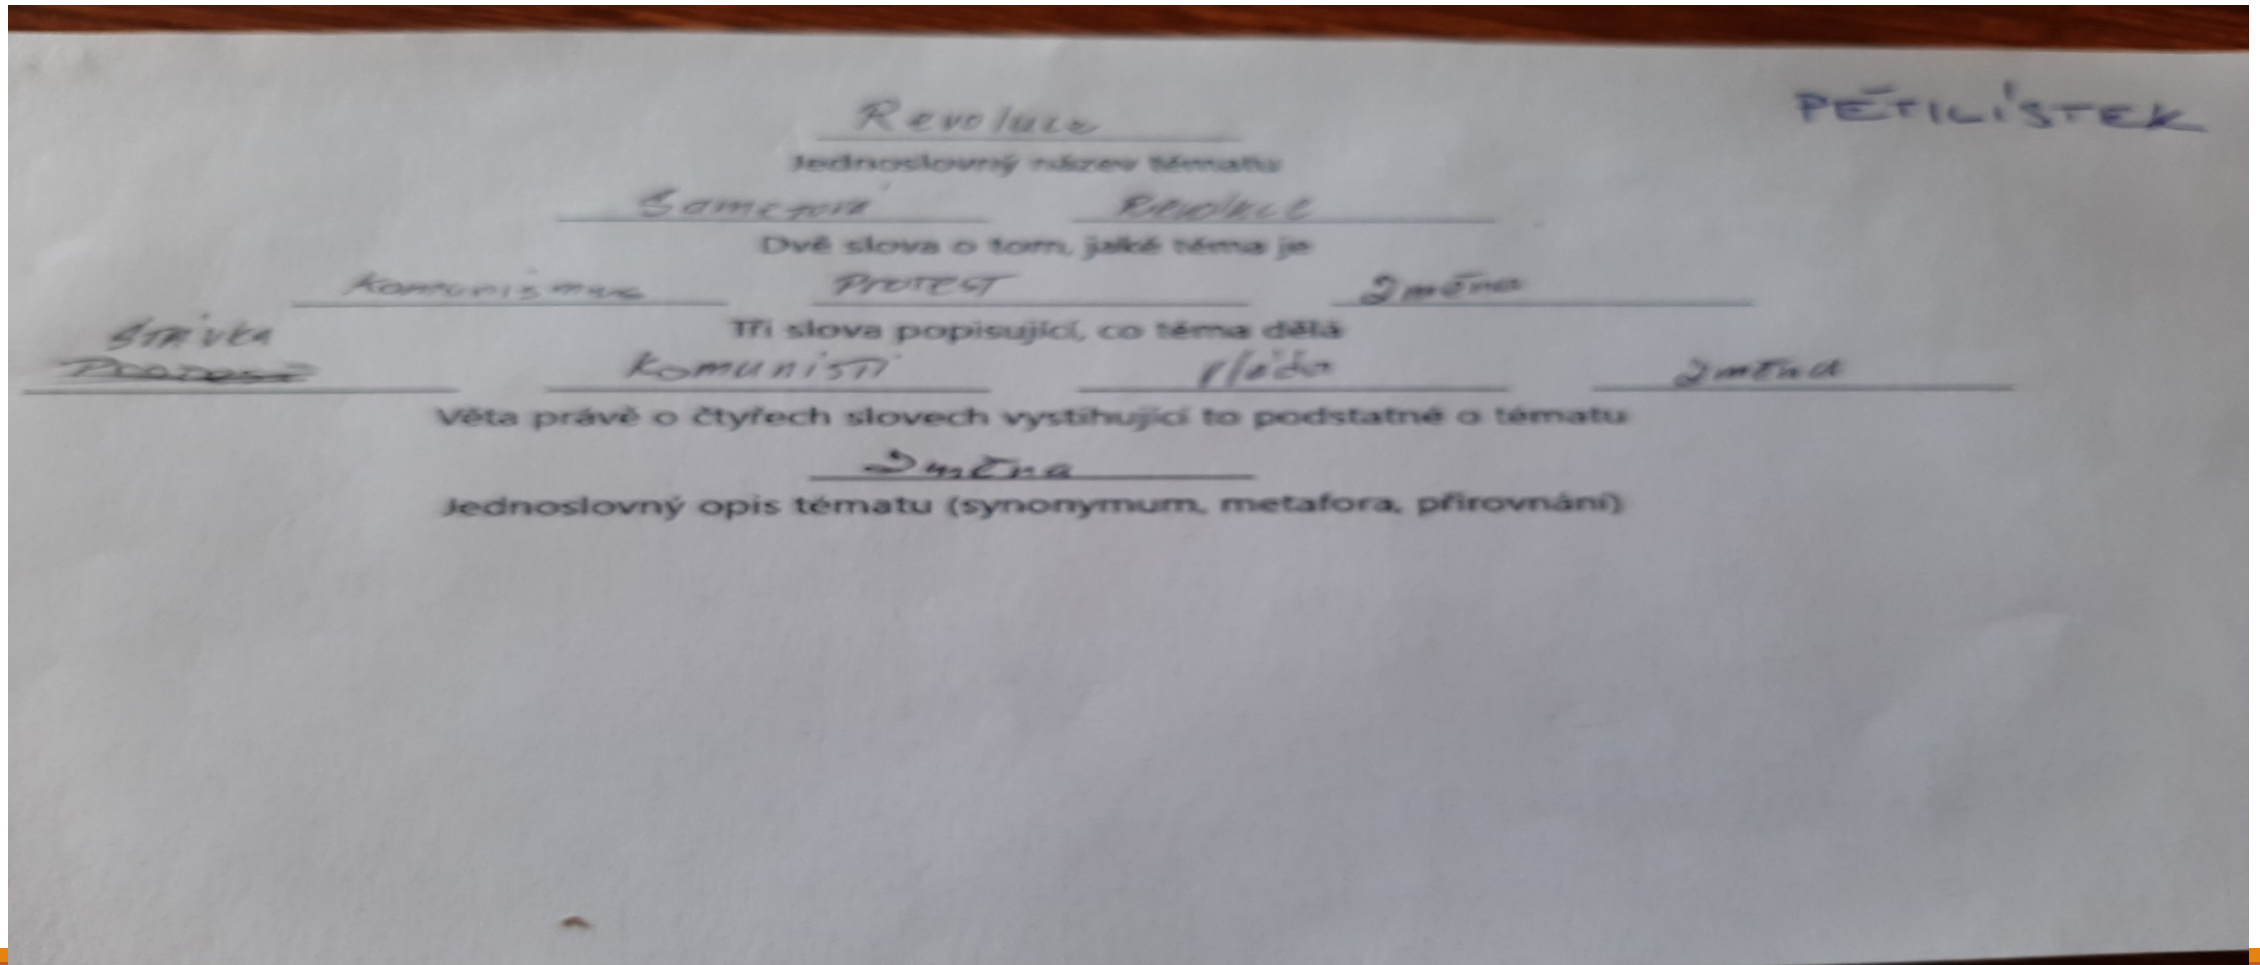 PĚTILÍSTEK
Revoluce
Jednoslovný název tématu
Sametová Revoluce
Dvě slova o tom, jaké téma je
Komunismus PROTEST Změna
Tři slova popisující, co téma dělá
STÁVKA
Komunisti vláda změna
Věta právě o čtyřech slovech vystihující to podstatné o tématu
Změna
Jednoslovný opis tématu (synonymum, metafora, přirovnání)